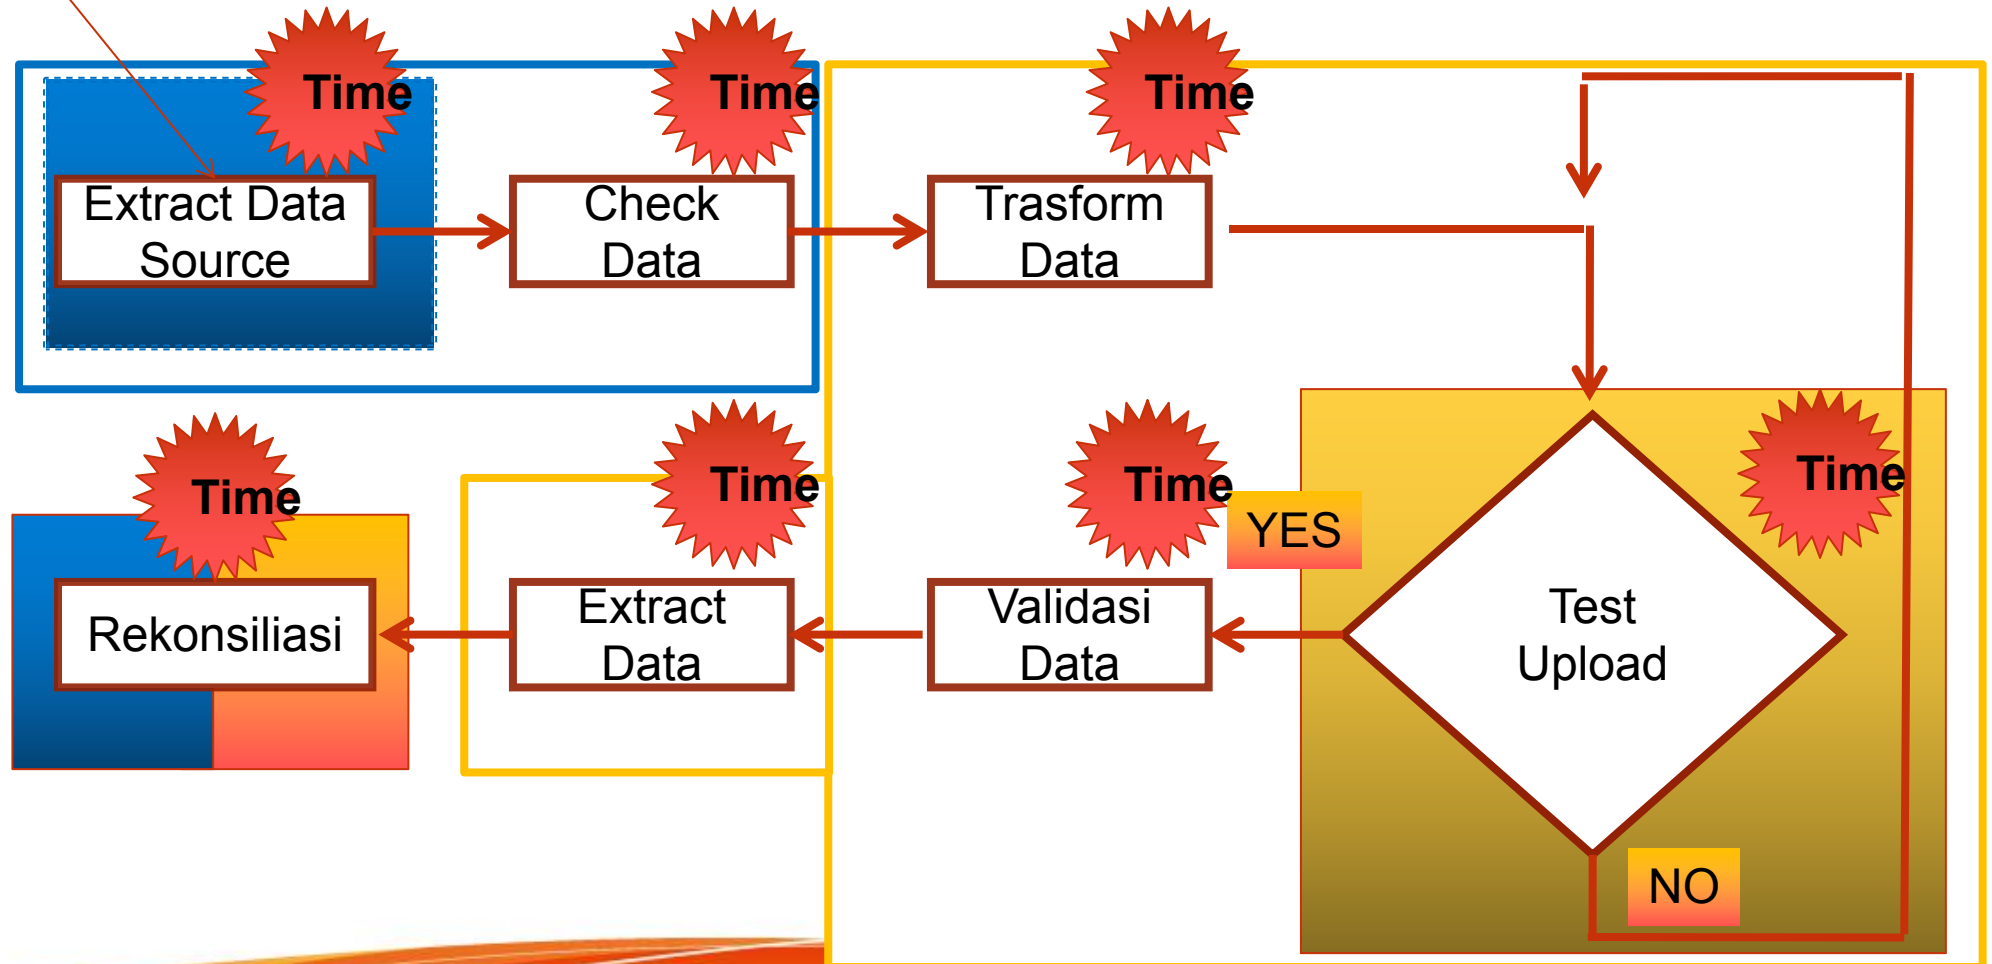 Time
Time
Time
Extract Data
Source
Check
Data
Trasform
Data
Time
Time
Time
Time
YES
Rekonsiliasi
Extract
Data
Validasi
Data
Test
Upload
NO